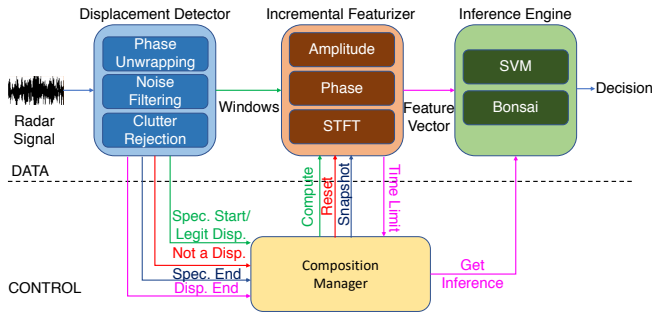 Displacement Detector
Incremental Featurizer
Inference Engine
Phase
Unwrapping
Noise
Filtering
Clutter
Rejection
Amplitude
Phase
STFT
SVM
Bonsai
Radar
Signal
Windows
Feature
Vector
Decision
DATA
Compute
Reset
Snapshot
Time Limit
Spec. Start/
Legit Disp.
Not a Disp.
Spec. End
Disp. End
Composition
Manager
Get
Inference
CONTROL